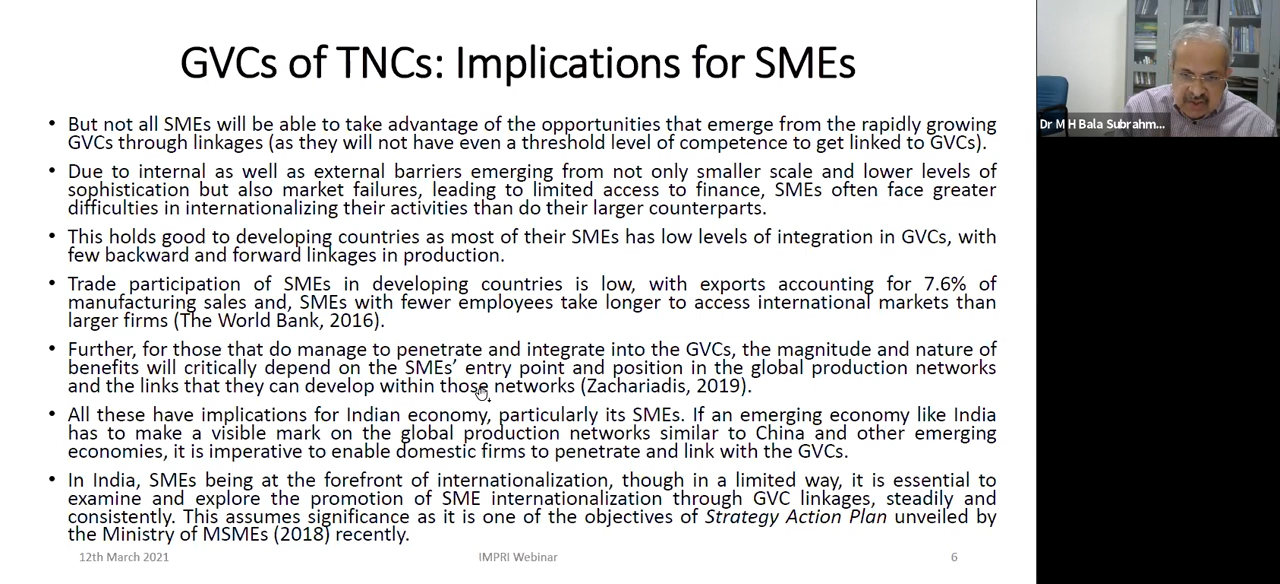 GVCs of TNCs: Implications for SMEs
• But not all SMEs will be able to take advantage of the opportunities that emerge from the rapidly growing
GVCs through linkages (as they will not have even a threshold level of competence to get linked to GVCs).
• Due to internal as well as external barriers emerging from not only smaller scale and lower levels of
sophistication but also market failures, leading to limited access to finance, SMEs often face greater
difficulties in internationalizing their activities than do their larger counterparts.
• This holds good to developing countries as most of their SMEs has low levels of integration in GVCs, with
few backward and forward linkages in production.
• Trade participation of SMEs in developing countries is low, with exports accounting for 7.6% of
manufacturing sales and, SMEs with fewer employees take longer to access international markets than
larger firms (The World Bank, 2016).
• Further, for those that do manage to penetrate and integrate into the GVCs, the magnitude and nature of
benefits will critically depend on the SMEs’ entry point and position in the global production networks
and the links that they can develop within those networks (Zachariadis, 2019).
• All these have implications for Indian economy, particularly its SMEs. If an emerging economy like India
has to make a visible mark on the global production networks similar to China and other emerging
economies, it is imperative to enable domestic firms to penetrate and link with the GVCs.
• In India, SMEs being at the forefront of internationalization, though in a limited way, it is essential to
examine and explore the promotion of SME internationalization through GVC linkages, steadily and
consistently. This assumes significance as it is one of the objectives of Strategy Action Plan unveiled by
the Ministry of MSMEs (2018) recently.
12th March 2021
IMPRI Webinar
6
Dr M H Bala Subrahm...